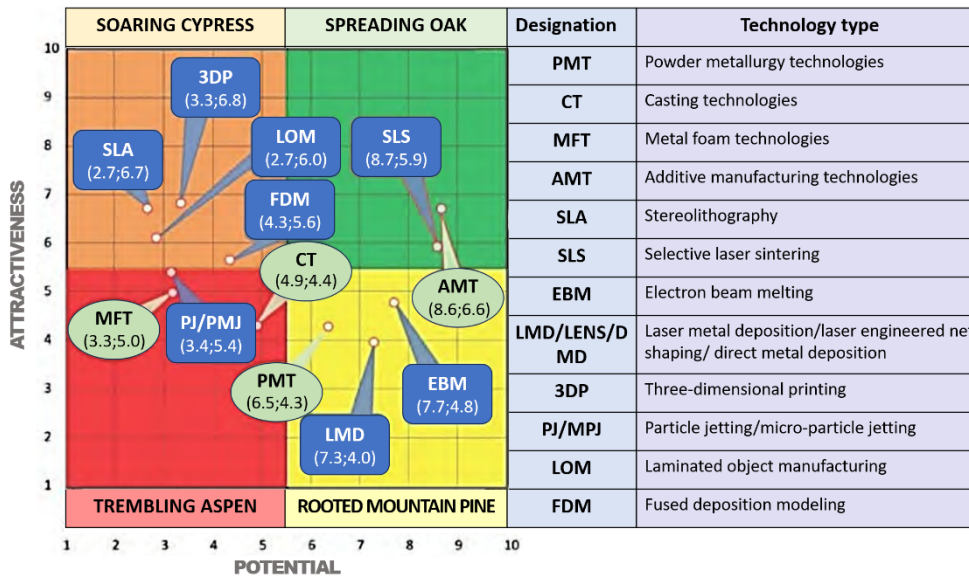 SOARING CYPRESS
SPREADING OAK
Designation
Technology type
10
9
8
7
6
5
4
3
2
1
ATTRACTIVENESS
3DP
(3.3;6.8)
SLA
(2.7;6.7)
LOM
(2.7;6.0)
SLS
(8.7;5.9)
FDM
(4.3;5.6)
CT
(4.9;4.4)
AMT
(8.6;6.6)
MFT
(3.3;5.0)
PJ/PMJ
(3.4;5.4)
PMT
(6.5;4.3)
EBM
(7.7;4.8)
LMD
(7.3;4.0)
TREMBLING ASPEN
ROOTED MOUNTAIN PINE
1 2 3 4 5 6 7 8 9 10
POTENTIAL
PMT
Powder metallurgy technologies
CT
Casting technologies
MFT
Metal foam technologies
AMT
Additive manufacturing technologies
SLA
Stereolithography
SLS
Selective laser sintering
EBM
Electron beam melting
LMD/LENS/D
MD
Laser metal deposition/laser engineered net
shaping/ direct metal deposition
3DP
Three-dimensional printing
PJ/MPJ
Particle jetting/micro-particle jetting
LOM
Laminated object manufacturing
FDM
Fused deposition modeling